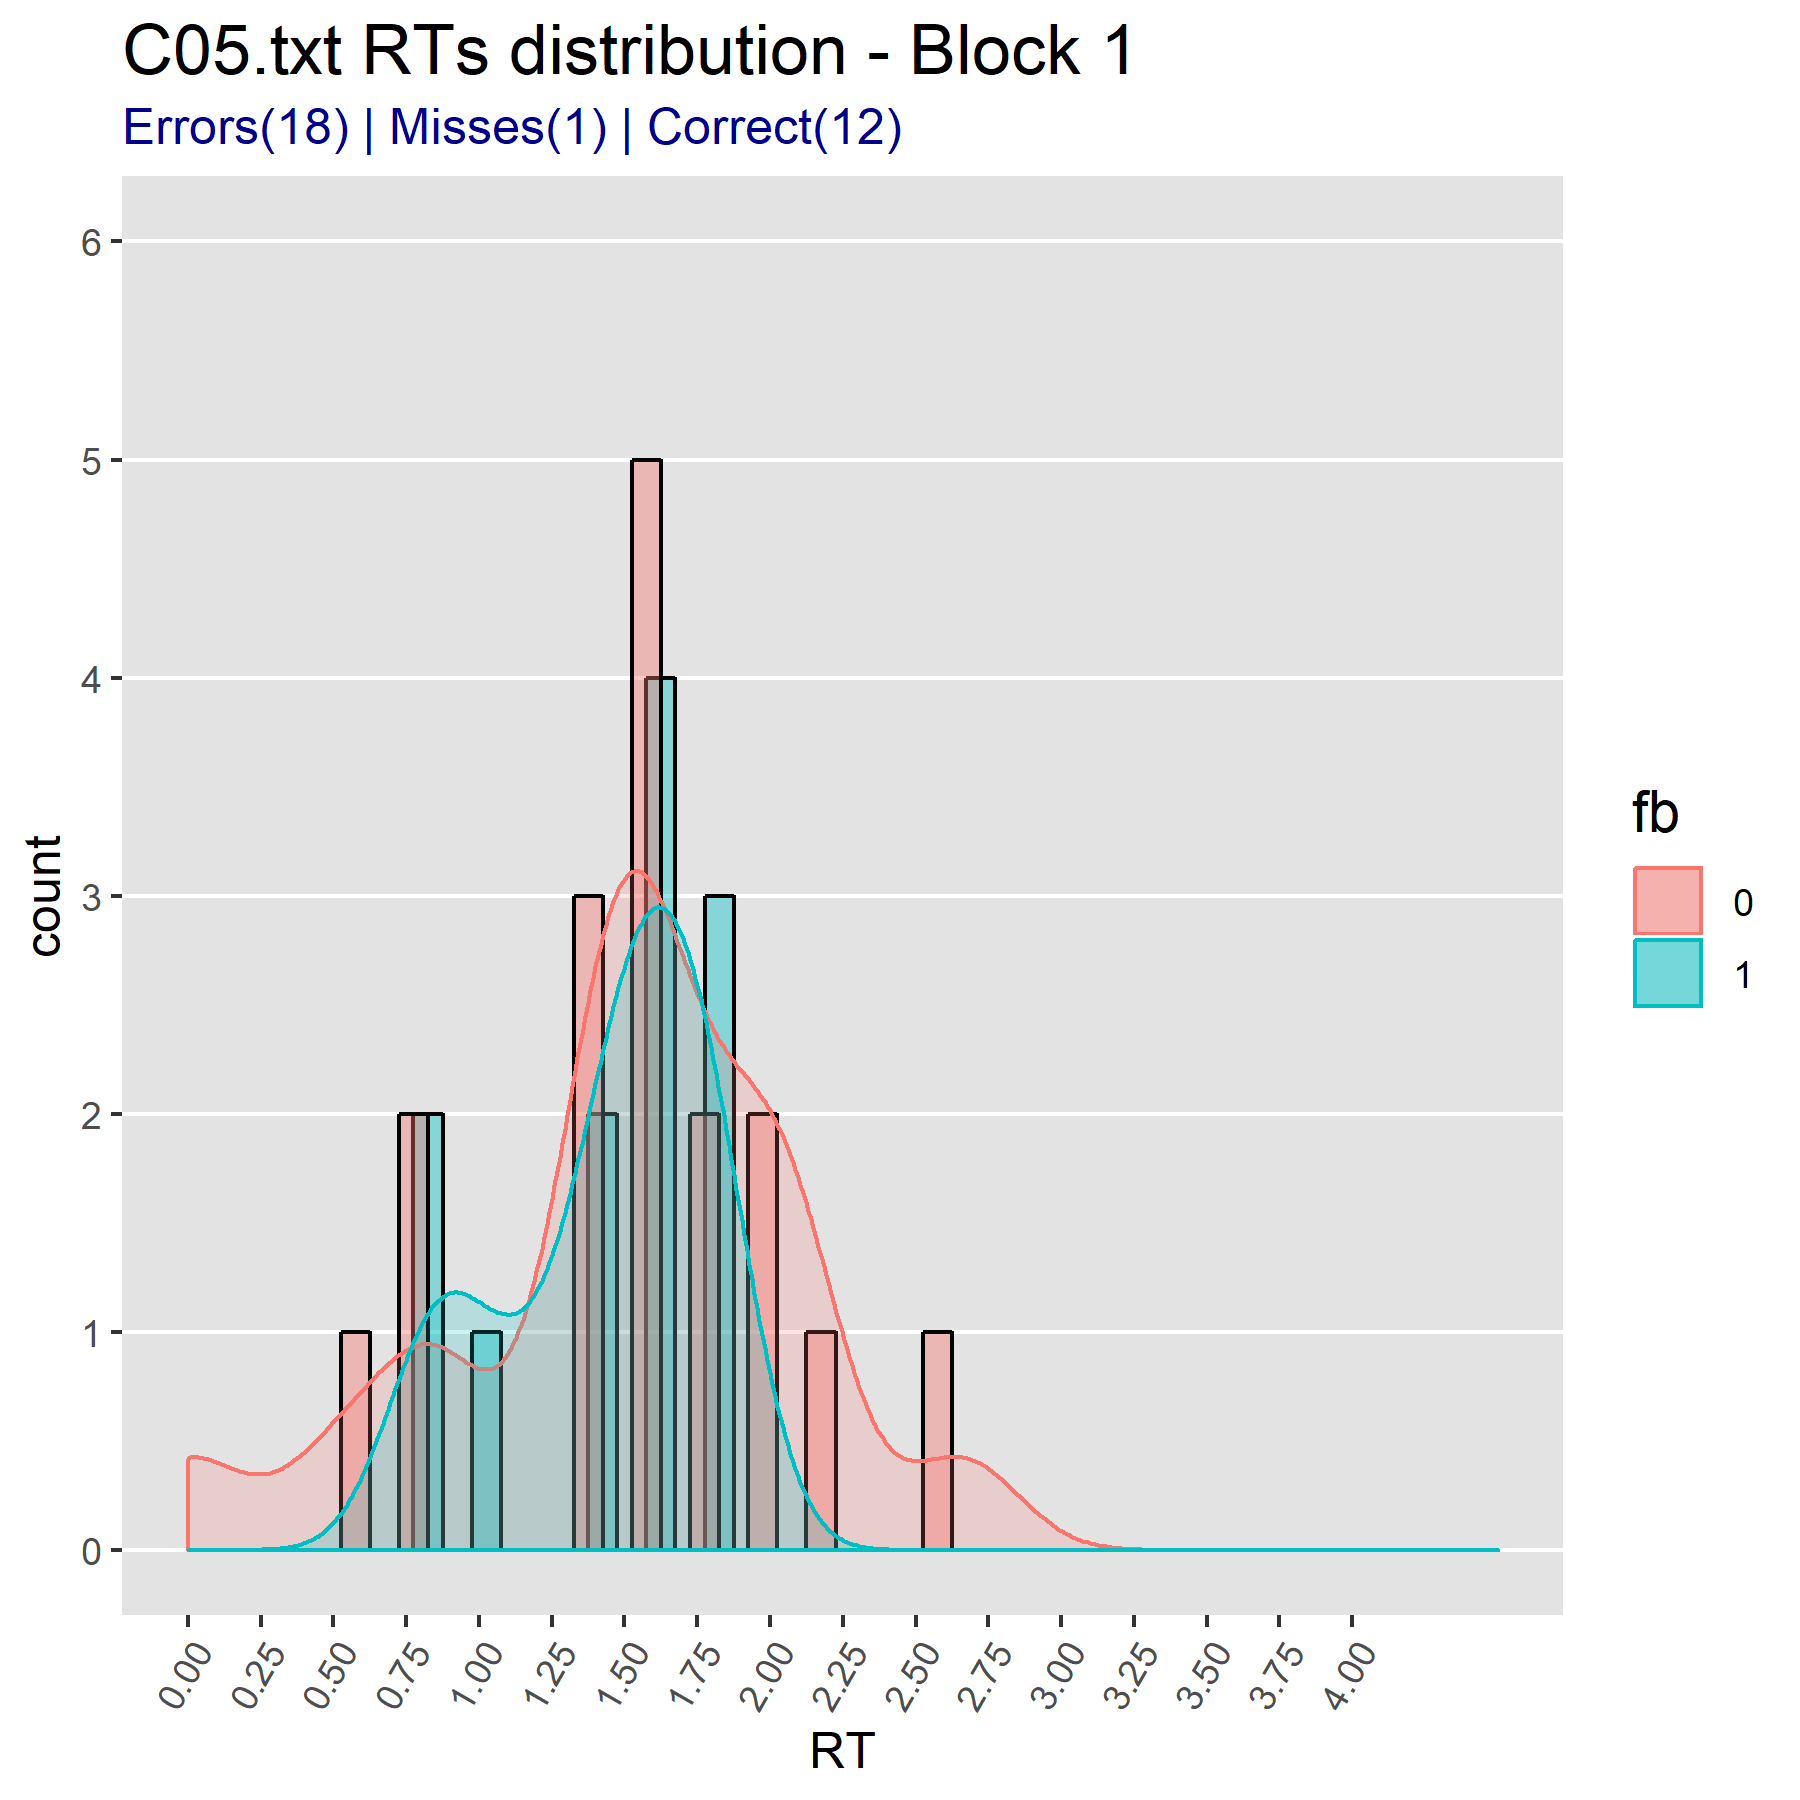 C05.txt RTs distribution - Block 1
Errors(18) | Misses(1) | Correct(12)
6
5
4
3
2
1
0
count
0.00 0.25 0.50 0.75 1.00 1.25 1.50 1.75 2.00 2.25 2.50 2.75 3.00 3.25 3.50 3.75 4.00
RT
fb
0
1